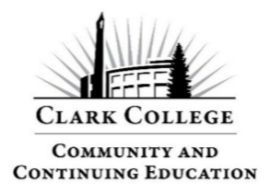 CLARK COLLEGE
COMMUNITY AND
CONTINUING EDUCATION